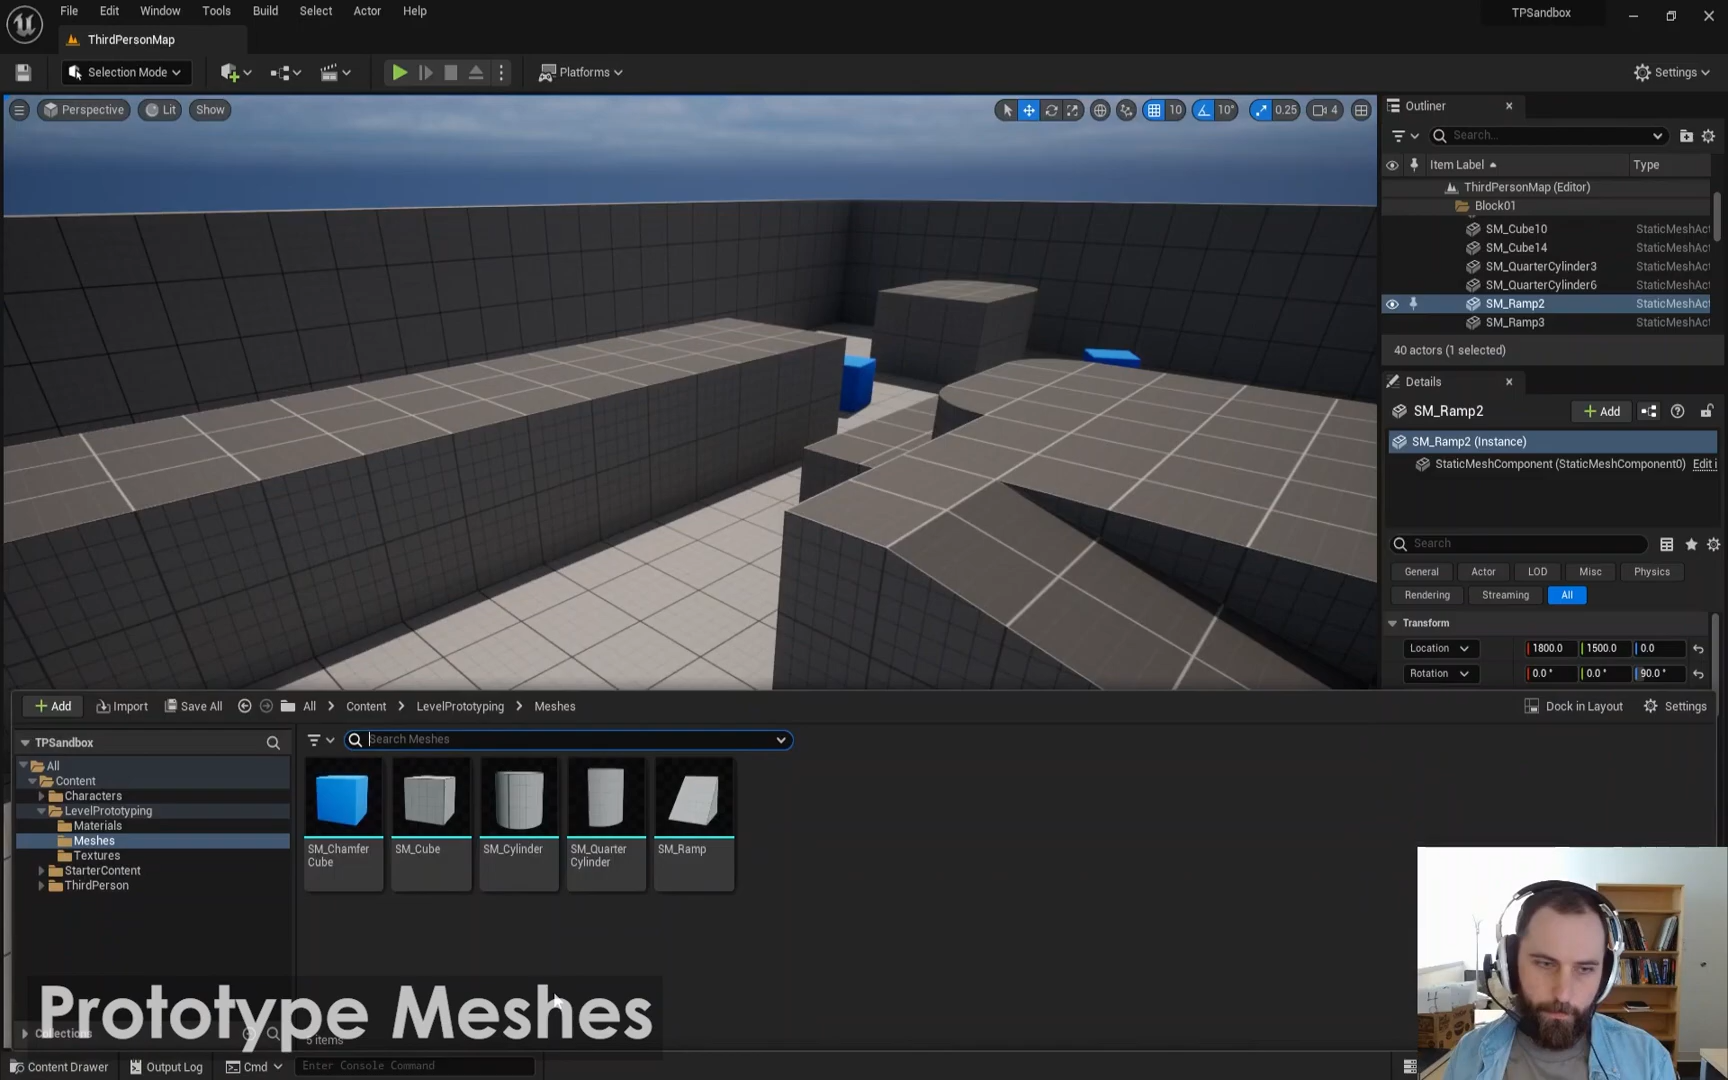 File Edit Window Tools Build Select Actor Help
TPSandbox
ThirdPersonMap
Selection Mode
Platforms
Settings
Perspective Lit Show
10 10° 0.25 4
Outliner
Search...
Item Label Type
ThirdPersonMap (Editor)
Block01
SM_Cube10 StaticMeshAct
SM_Cube14 StaticMeshAct
SM_QuarterCylinder3 StaticMeshAct
SM_QuarterCylinder6 StaticMeshAct
SM_Ramp2 StaticMeshAct
SM_Ramp3 StaticMeshAct
40 actors (1 selected)
Details
SM_Ramp2
Add
SM_Ramp2 (Instance)
StaticMeshComponent (StaticMeshComponent0) Edit i
Search
General Actor LOD Misc Physics
Rendering Streaming All
Transform
Location 1800.0 1500.0 0.0
Rotation 0.0° 0.0° 90.0°
Add Import Save All All Content LevelPrototyping Meshes
Dock in Layout Settings
TPSandbox
All
Content
Characters
LevelPrototyping
Materials
Meshes
Textures
StarterContent
ThirdPerson
Collections
Search Meshes
SM_Chamfer
Cube
SM_Cube
SM_Cylinder
SM_Quarter
Cylinder
SM_Ramp
5 items
Prototype Meshes
Content Drawer Output Log Cmd Enter Console Command
4